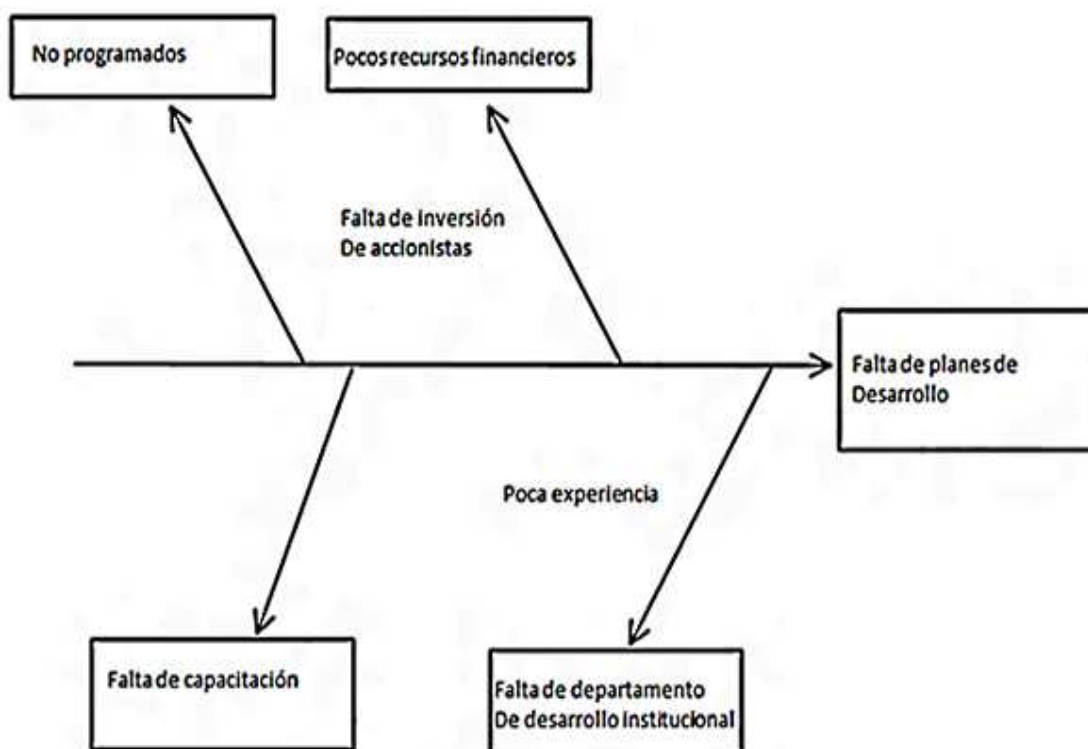 No programados
Pocos recursos financieros
Falta de inversión
De accionistas
Falta de planes de
Desarrollo
Poca experiencia
Falta de capacitación
Falta de departamento
De desarrollo institucional